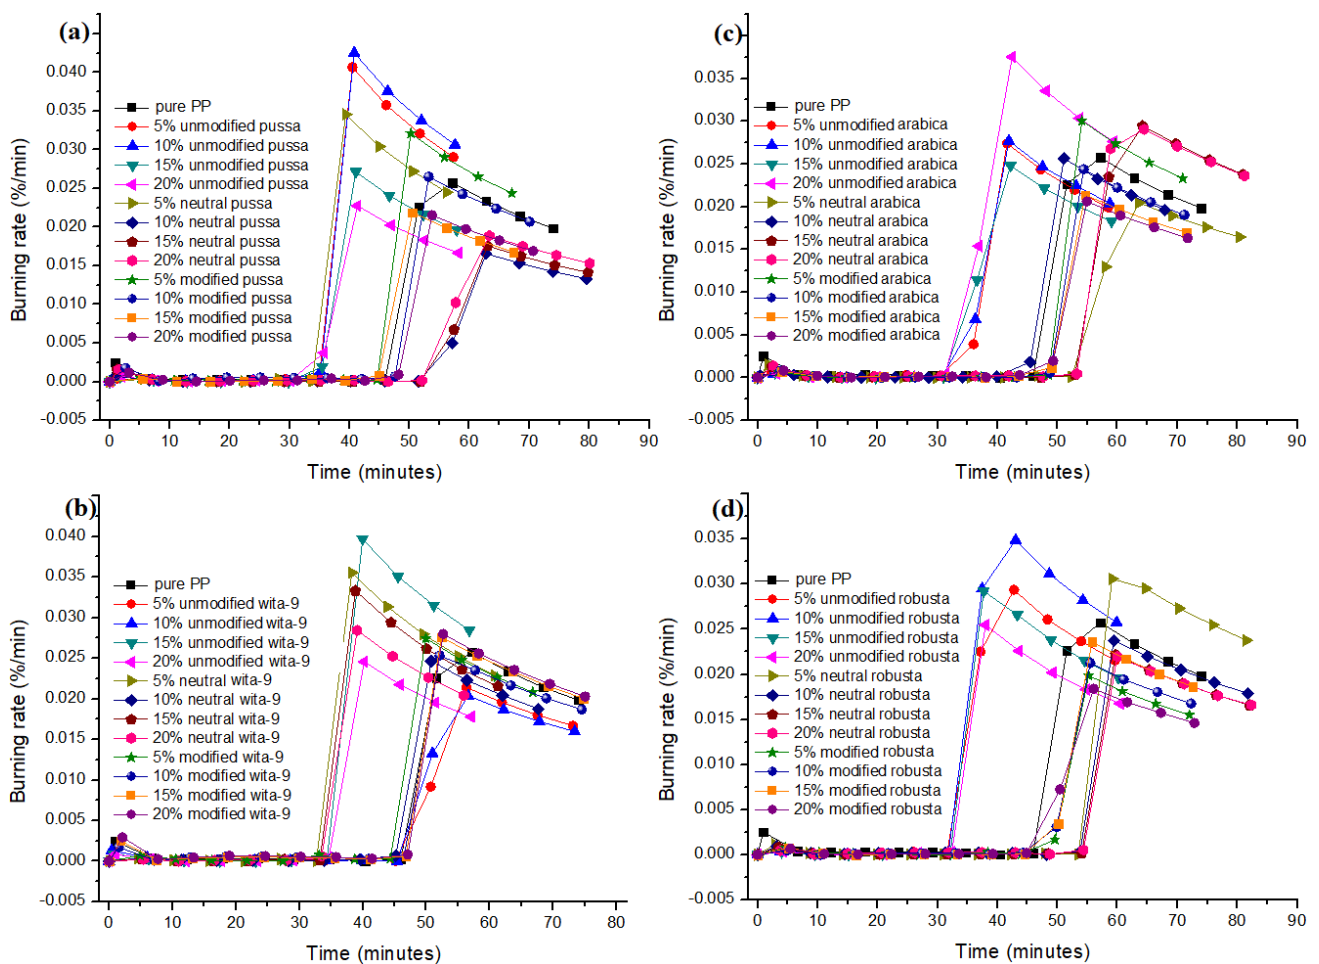 (a)
Burning rate (%/min)
0.040
0.035
0.030
0.025
0.020
0.015
0.010
0.005
0.000
-0.005
pure PP
5% unmodified pussa
10% unmodified pussa
15% unmodified pussa
20% unmodified pussa
5% neutral pussa
10% neutral pussa
15% neutral pussa
20% neutral pussa
5% modified pussa
10% modified pussa
15% modified pussa
20% modified pussa
0 10 20 30 40 50 60 70 80 90
Time (minutes)
(c)
Burning rate (%/min)
0.035
0.030
0.025
0.020
0.015
0.010
0.005
0.000
-0.005
pure PP
5% unmodified arabica
10% unmodified arabica
15% unmodified arabica
20% unmodified arabica
5% neutral arabica
10% neutral arabica
15% neutral arabica
20% neutral arabica
5% modified arabica
10% modified arabica
15% modified arabica
20% modified arabica
0 10 20 30 40 50 60 70 80 90
Time (minutes)
(b)
Burning rate (%/min)
0.040
0.035
0.030
0.025
0.020
0.015
0.010
0.005
0.000
-0.005
pure PP
5% unmodified wita-9
10% unmodified wita-9
15% unmodified wita-9
20% unmodified wita-9
5% neutral wita-9
10% neutral wita-9
15% neutral wita-9
20% neutral wita-9
5% modified wita-9
10% modified wita-9
15% modified wita-9
20% modified wita-9
0 10 20 30 40 50 60 70 80
Time (minutes)
(d)
Burning rate (%/min)
0.035
0.030
0.025
0.020
0.015
0.010
0.005
0.000
-0.005
pure PP
5% unmodified robusta
10% unmodified robusta
15% unmodified robusta
20% unmodified robusta
5% neutral robusta
10% neutral robusta
15% neutral robusta
20% neutral robusta
5% modified robusta
10% modified robusta
15% modified robusta
20% modified robusta
0 10 20 30 40 50 60 70 80 90
Time (minutes)